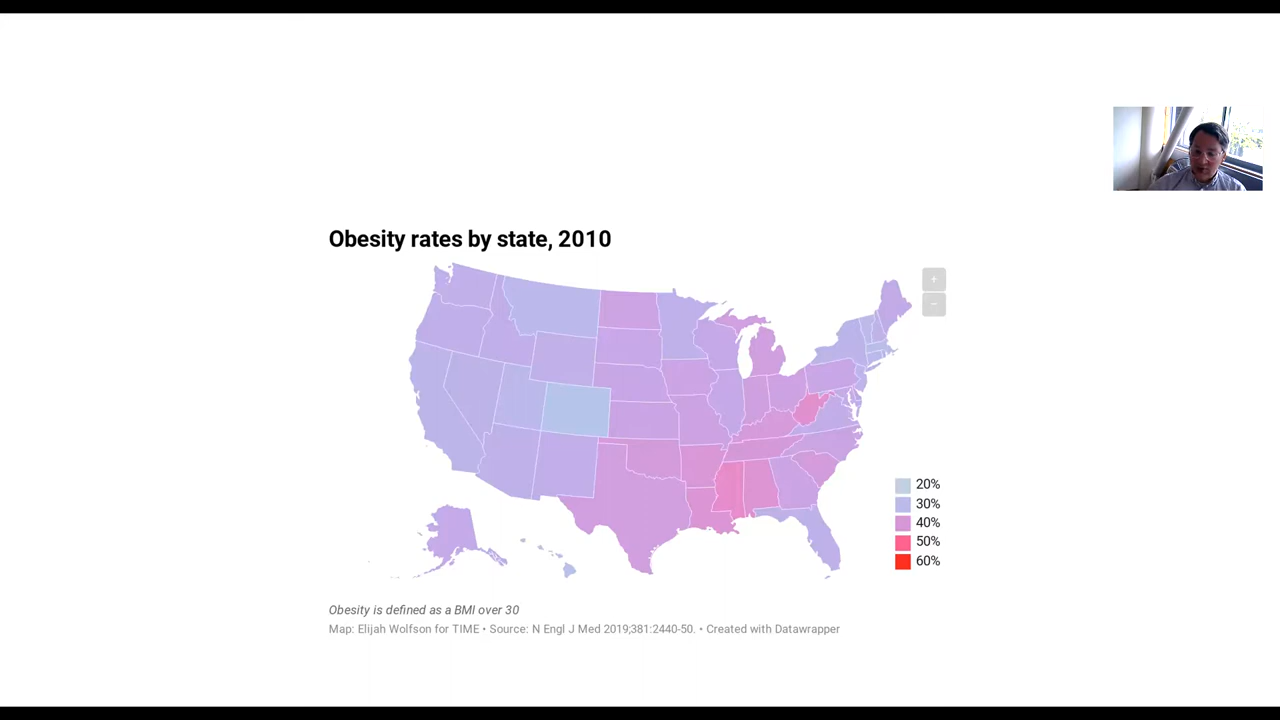 Obesity rates by state, 2010
+
−
20%
30%
40%
50%
60%
Obesity is defined as a BMI over 30
Map: Elijah Wolfson for TIME • Source: N Engl J Med 2019;381:2440-50. • Created with Datawrapper